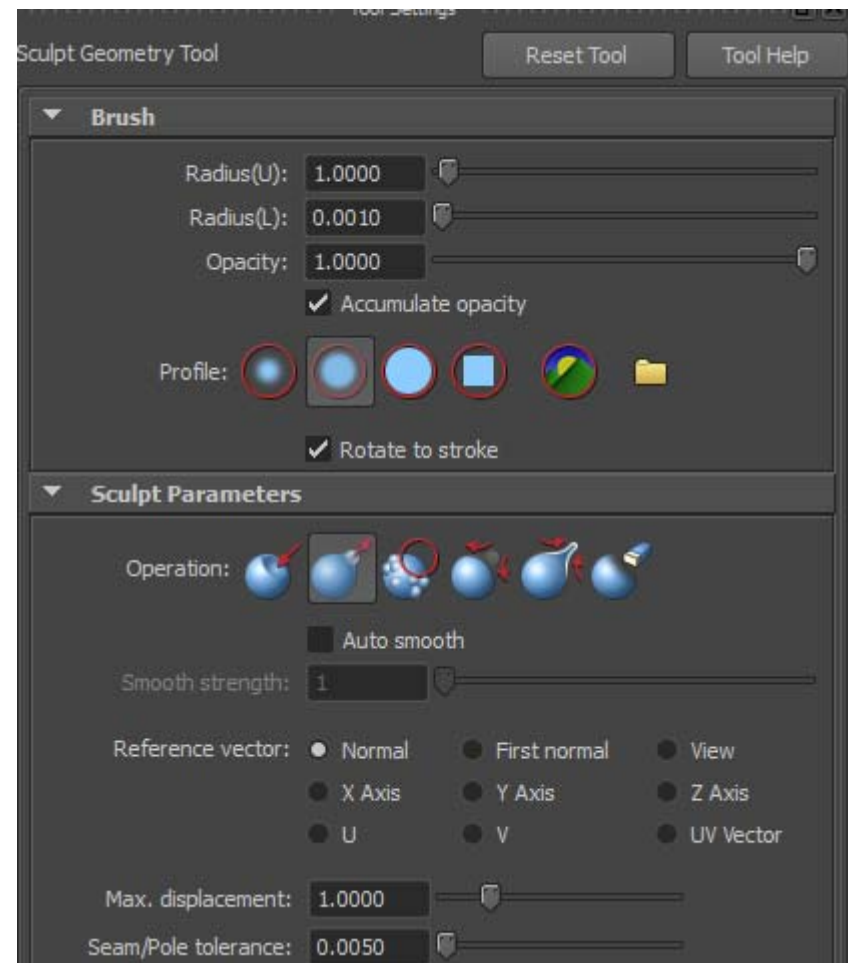 Tool Settings
Sculpt Geometry Tool Reset Tool Tool Help
Brush
Radius(U): 1.0000
Radius(L): 0.0010
Opacity: 1.0000
Accumulate opacity
Profile:
Rotate to stroke
Sculpt Parameters
Operation:
Auto smooth
Smooth strength: 1
Reference vector: Normal First normal View
X Axis Y Axis Z Axis
U V UV Vector
Max. displacement: 1.0000
Seam/Pole tolerance: 0.0050